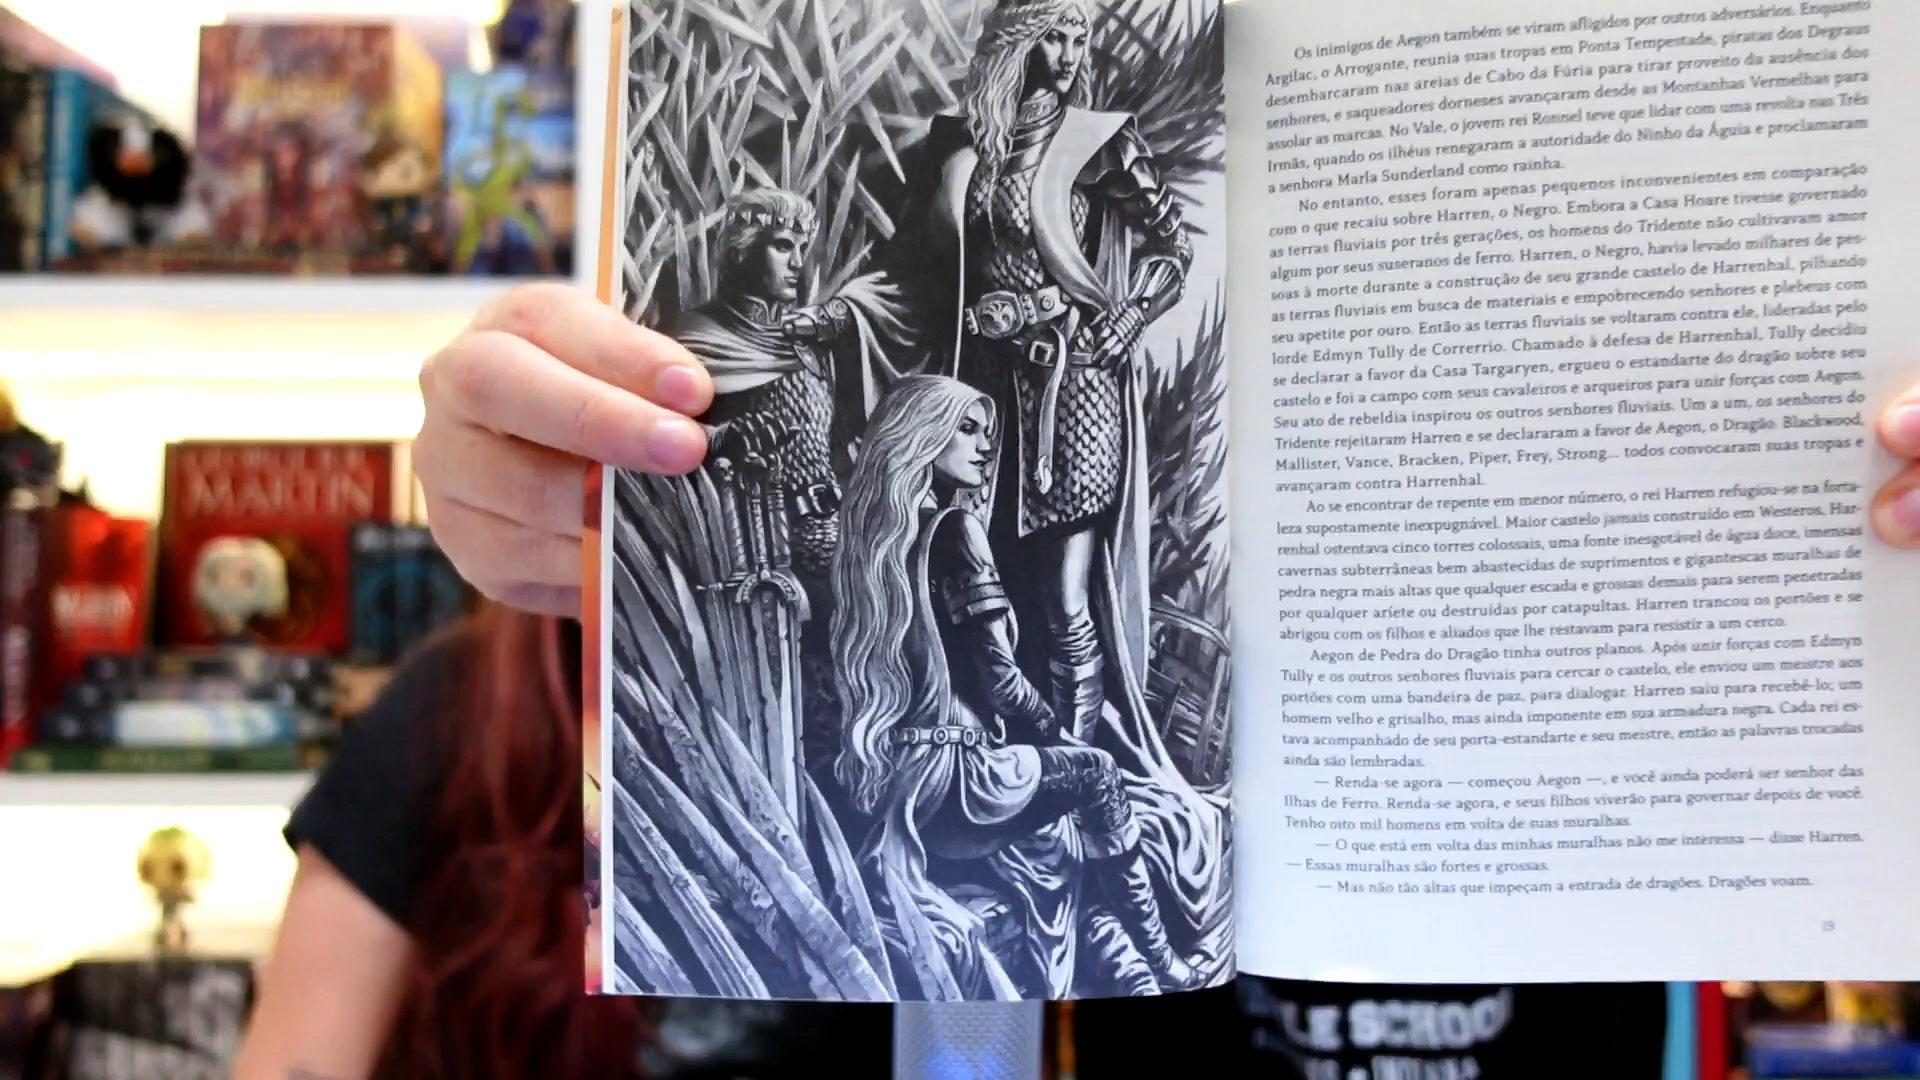 Os inimigos de Aegon também se viram afligidos por outros adversários. Enquanto
Argilac, o Arrogante, reunia suas tropas em Ponta Tempestade, piratas dos Degraus
desembarcaram nas areias de Cabo da Fúria para tirar proveito da ausência dos
senhores, e saqueadores dorneses avançaram desde as Montanhas Vermelhas para
assolar as marcas. No Vale, o jovem rei Ronnel teve que lidar com uma revolta nas Três
Irmãs, quando os ilhéus renegaram a autoridade do Ninho da Águia e proclamaram
a senhora Marla Sunderland como rainha.
No entanto, esses foram apenas pequenos inconvenientes em comparação
com o que recaiu sobre Harren, o Negro. Embora a Casa Hoare tivesse governado
as terras fluviais por três gerações, os homens do Tridente não cultivavam amor
algum por seus suseranos de ferro. Harren, o Negro, havia levado milhares de pes-
soas à morte durante a construção de seu grande castelo de Harrenhal, pilhando
as terras fluviais em busca de materiais e empobrecendo senhores e plebeus com
seu apetite por ouro. Então as terras fluviais se voltaram contra ele, lideradas pelo
lorde Edmyn Tully de Correrrio. Chamado à defesa de Harrenhal, Tully decidiu
se declarar a favor da Casa Targaryen, ergueu o estandarte do dragão sobre seu
castelo e foi a campo com seus cavaleiros e arqueiros para unir forças com Aegon.
Seu ato de rebeldia inspirou os outros senhores fluviais. Um a um, os senhores do
Tridente rejeitaram Harren e se declararam a favor de Aegon, o Dragão. Blackwood,
Mallister, Vance, Bracken, Piper, Frey, Strong... todos convocaram suas tropas e
avançaram contra Harrenhal.
Ao se encontrar de repente em menor número, o rei Harren refugiou-se na forta-
leza supostamente inexpugnável. Maior castelo jamais construído em Westeros, Har-
renhal ostentava cinco torres colossais, uma fonte inesgotável de água doce, imensas
cavernas subterrâneas bem abastecidas de suprimentos e gigantescas muralhas de
pedra negra mais altas que qualquer escada e grossas demais para serem penetradas
por qualquer aríete ou destruídas por catapultas. Harren trancou os portões e se
abrigou com os filhos e aliados que lhe restavam para resistir a um cerco.
Aegon de Pedra do Dragão tinha outros planos. Após unir forças com Edmyn
Tully e os outros senhores fluviais para cercar o castelo, ele enviou um meistre aos
portões com uma bandeira de paz, para dialogar. Harren saiu para recebê-lo; um
homem velho e grisalho, mas ainda imponente em sua armadura negra. Cada rei es-
tava acompanhado de seu porta-estandarte e seu meistre, então as palavras trocadas
ainda são lembradas.
— Renda-se agora — começou Aegon —, e você ainda poderá ser senhor das
Ilhas de Ferro. Renda-se agora, e seus filhos viverão para governar depois de você.
Tenho oito mil homens em volta de suas muralhas.
— O que está em volta das minhas muralhas não me interessa — disse Harren.
— Essas muralhas são fortes e grossas.
— Mas não tão altas que impeçam a entrada de dragões. Dragões voam.
19
MARTIN
SCHOOL